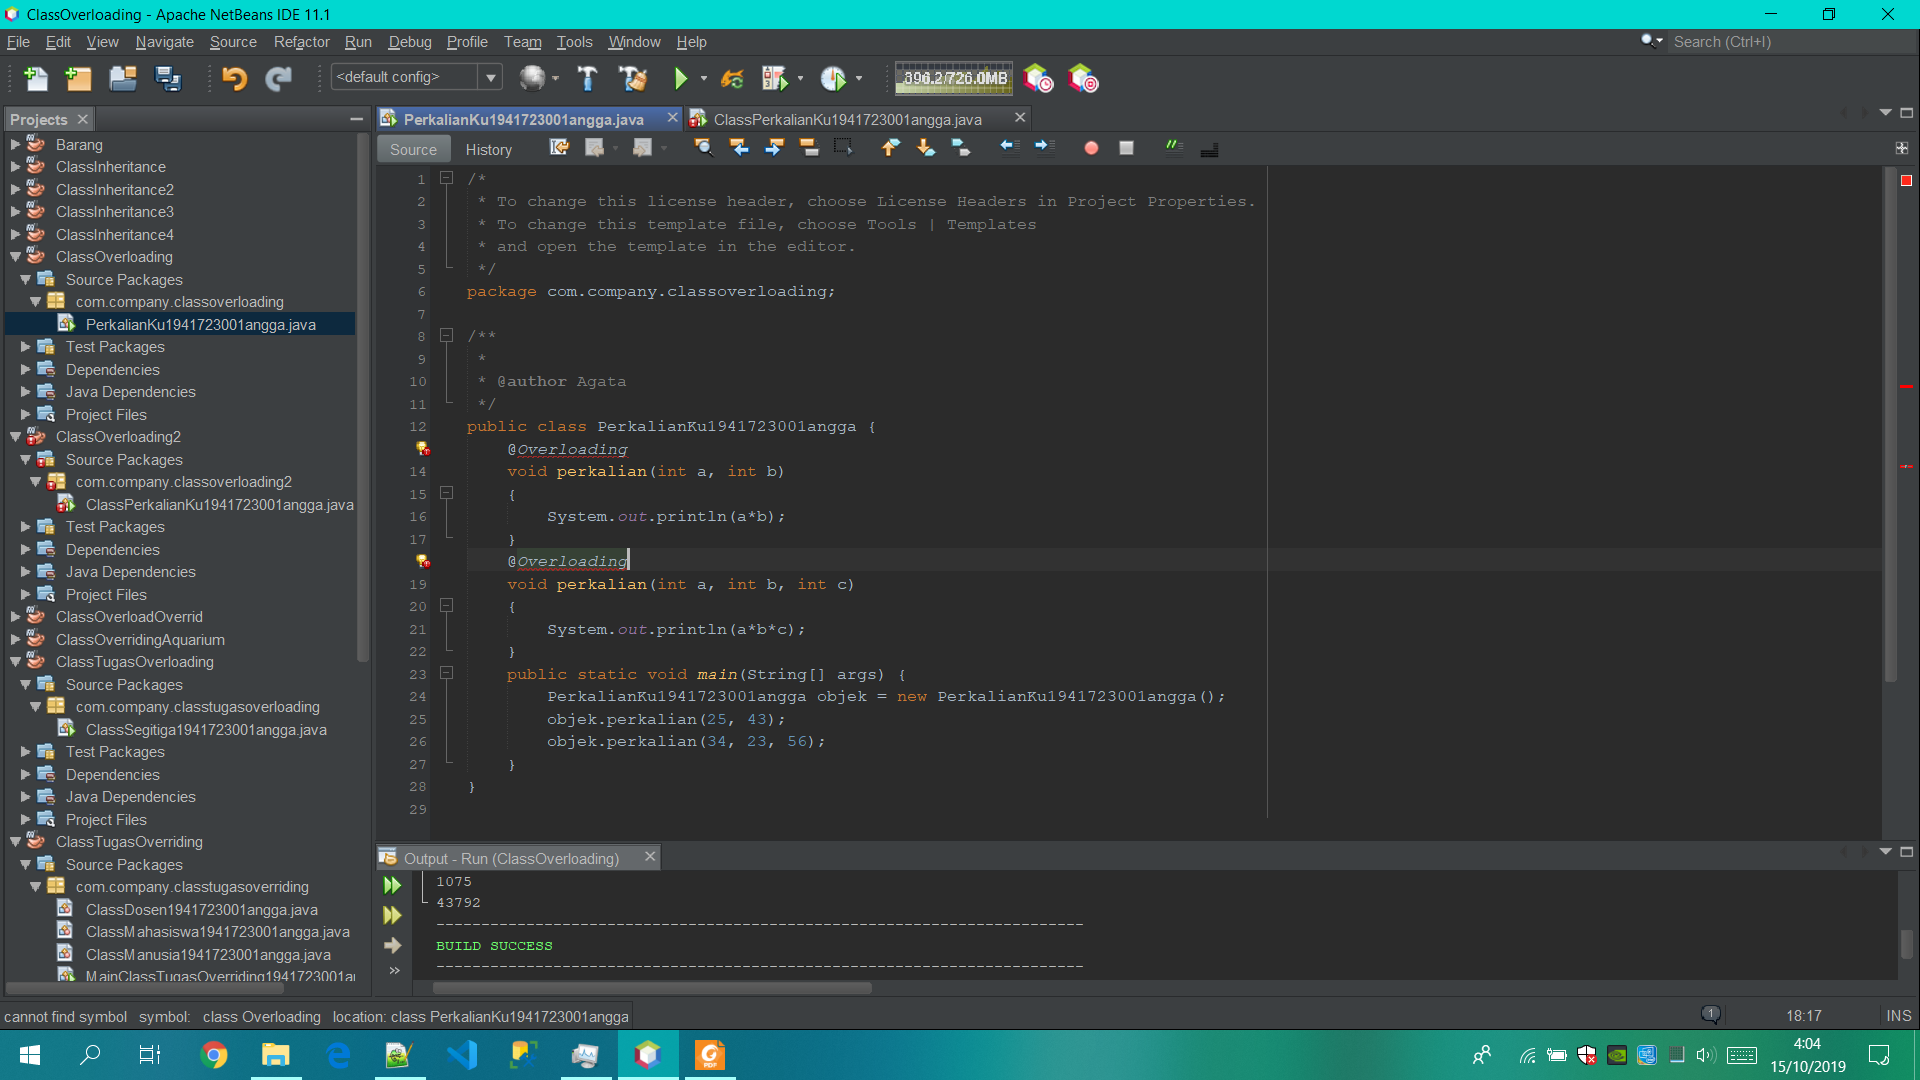 ClassOverloading - Apache NetBeans IDE 11.1
File Edit View Navigate Source Refactor Run Debug Profile Team Tools Window Help
Search (Ctrl+I)
<default config>
396.2/726.0MB
Projects
PerkalianKu1941723001angga.java
ClassPerkalianKu1941723001angga.java
Source History
Barang
ClassInheritance
ClassInheritance2
ClassInheritance3
ClassInheritance4
ClassOverloading
Source Packages
com.company.classoverloading
PerkalianKu1941723001angga.java
Test Packages
Dependencies
Java Dependencies
Project Files
ClassOverloading2
Source Packages
com.company.classoverloading2
ClassPerkalianKu1941723001angga.java
Test Packages
Dependencies
Java Dependencies
Project Files
ClassOverloadOverrid
ClassOverridingAquarium
ClassTugasOverloading
Source Packages
com.company.classtugasoverloading
ClassSegitiga1941723001angga.java
Test Packages
Dependencies
Java Dependencies
Project Files
ClassTugasOverriding
Source Packages
com.company.classtugasoverriding
ClassDosen1941723001angga.java
ClassMahasiswa1941723001angga.java
ClassManusia1941723001angga.java
MainClassTugasOverriding1941723001a
1 /*
2 * To change this license header, choose License Headers in Project Properties.
3 * To change this template file, choose Tools | Templates
4 * and open the template in the editor.
5 */
6 package com.company.classoverloading;
7
8 /**
9 *
10 * @author Agata
11 */
12 public class PerkalianKu1941723001angga {
@Overloading
14 void perkalian(int a, int b)
15 {
16 System.out.println(a*b);
17 }
@Overloading
19 void perkalian(int a, int b, int c)
20 {
21 System.out.println(a*b*c);
22 }
23 public static void main(String[] args) {
24 PerkalianKu1941723001angga objek = new PerkalianKu1941723001angga();
25 objek.perkalian(25, 43);
26 objek.perkalian(34, 23, 56);
27 }
28 }
29
Output - Run (ClassOverloading)
1075
43792
------------------------------------------------------------------------
BUILD SUCCESS
------------------------------------------------------------------------
cannot find symbol symbol: class Overloading location: class PerkalianKu1941723001angga
1
18:17
INS
4:04
15/10/2019